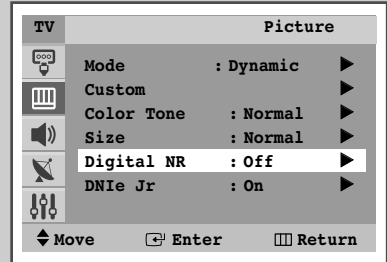 TV Picture
Mode : Dynamic
Custom
Color Tone : Normal
Size : Normal
Digital NR : Off
DNIe Jr : On
Move Enter Return